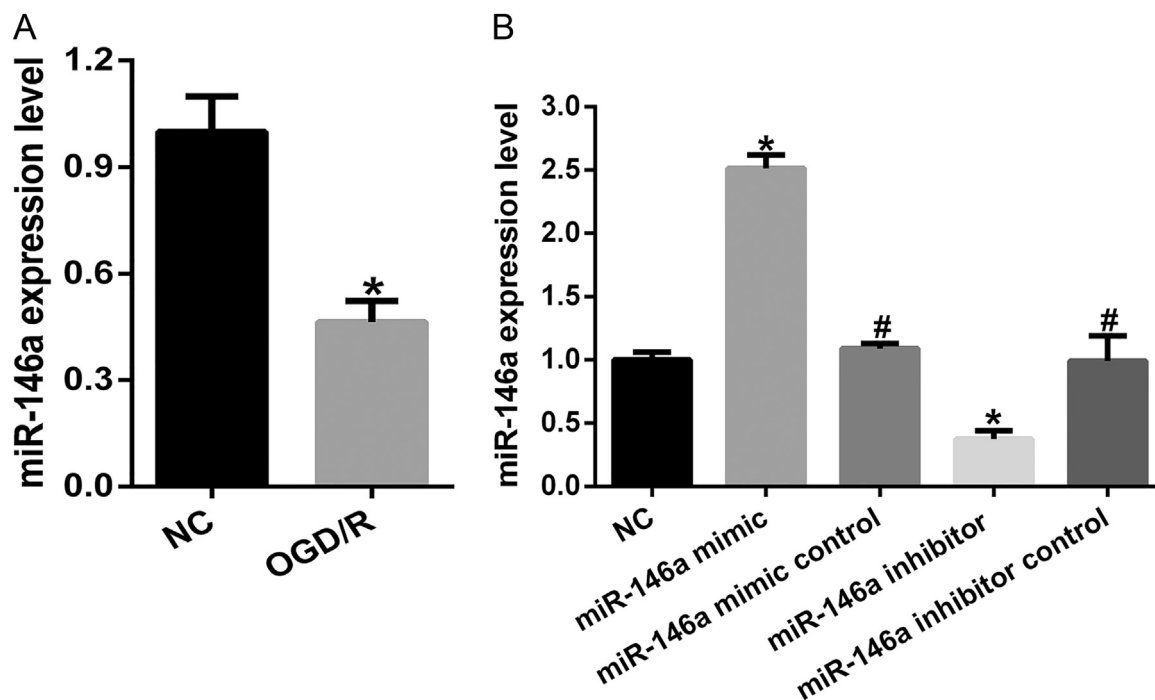 A
miR-146a expression level
1.2
0.9
0.6
0.3
0.0
*
NC
OGD/R
B
miR-146a expression level
3.0
2.5
2.0
1.5
1.0
0.5
0.0
*
#
*
#
NC
miR-146a mimic
miR-146a mimic control
miR-146a inhibitor
miR-146a inhibitor control